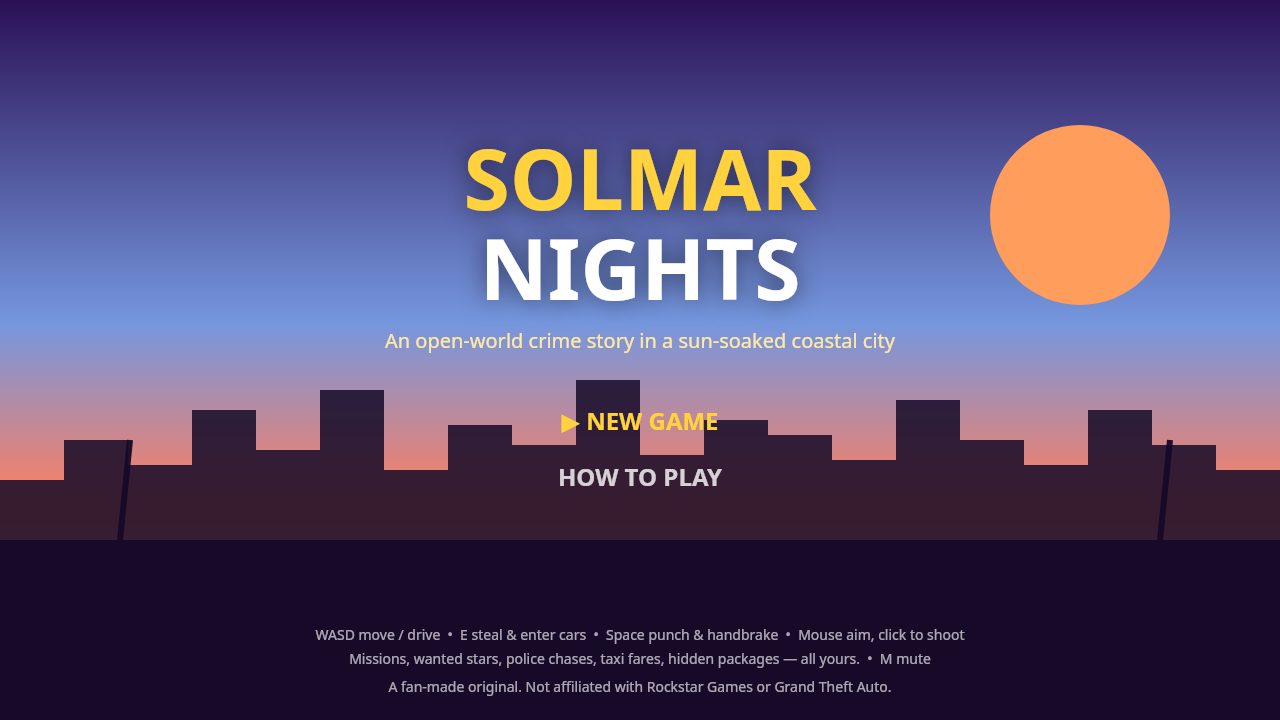 SOLMAR
NIGHTS
An open-world crime story in a sun-soaked coastal city
▶ NEW GAME
HOW TO PLAY
WASD move / drive • E steal & enter cars • Space punch & handbrake • Mouse aim, click to shoot
Missions, wanted stars, police chases, taxi fares, hidden packages — all yours. • M mute
A fan-made original. Not affiliated with Rockstar Games or Grand Theft Auto.